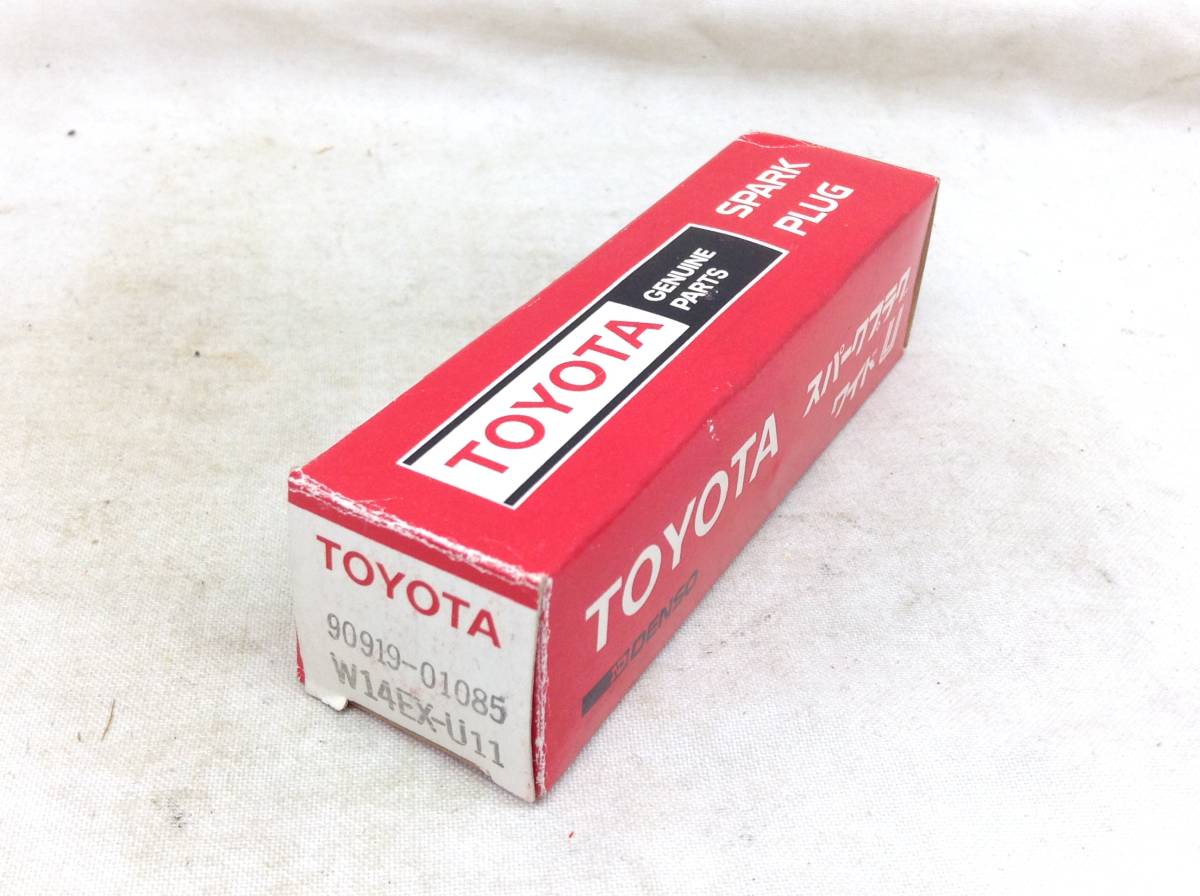 TOYOTA
GENUINE
PARTS
SPARK
PLUG
TOYOTA
DENSO
スパークプラグ
ワイドU
TOYOTA
90919-01085
W14EX-U11